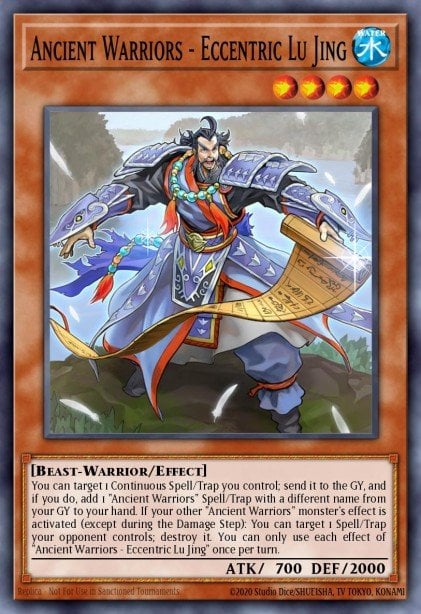 ANCIENT WARRIORS - ECCENTRIC LU JING
WATER
水
[BEAST-WARRIOR/EFFECT]
You can target 1 Continuous Spell/Trap you control; send it to the GY, and
if you do, add 1 "Ancient Warriors" Spell/Trap with a different name from
your GY to your hand. If your other "Ancient Warriors" monster's effect is
activated (except during the Damage Step): You can target 1 Spell/Trap
your opponent controls; destroy it. You can only use each effect of
"Ancient Warriors - Eccentric Lu Jing" once per turn.
ATK/ 700 DEF/2000
Replica - Not For Use in Sanctioned Tournaments
©2020 Studio Dice/SHUEISHA, TV TOKYO, KONAMI